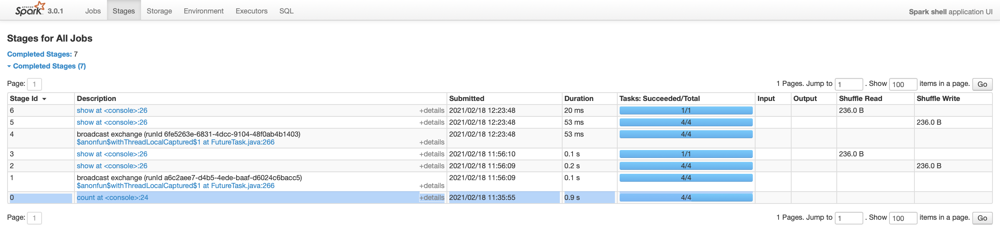 APACHE
Spark 3.0.1 Jobs Stages Storage Environment Executors SQL Spark shell application UI
Stages for All Jobs
Completed Stages: 7
Completed Stages (7)
Page: 1 1 Pages. Jump to 1 . Show 100 items in a page. Go
Stage Id Description Submitted Duration Tasks: Succeeded/Total Input Output Shuffle Read Shuffle Write
6 show at <console>:26 +details 2021/02/18 12:23:48 20 ms 1/1 236.0 B
5 show at <console>:26 +details 2021/02/18 12:23:48 53 ms 4/4 236.0 B
4 broadcast exchange (runId 6fe5263e-6831-4dcc-9104-48f0ab4b1403) 2021/02/18 12:23:48 53 ms 4/4
$anonfun$withThreadLocalCaptured$1 at FutureTask.java:266 +details
3 show at <console>:26 +details 2021/02/18 11:56:10 0.1 s 1/1 236.0 B
2 show at <console>:26 +details 2021/02/18 11:56:09 0.2 s 4/4 236.0 B
1 broadcast exchange (runId a6c2aee7-d4b5-4ede-baaf-d6024c6bacc5) 2021/02/18 11:56:09 0.1 s 4/4
$anonfun$withThreadLocalCaptured$1 at FutureTask.java:266 +details
0 count at <console>:24 +details 2021/02/18 11:35:55 0.9 s 4/4
Page: 1 1 Pages. Jump to 1 . Show 100 items in a page. Go